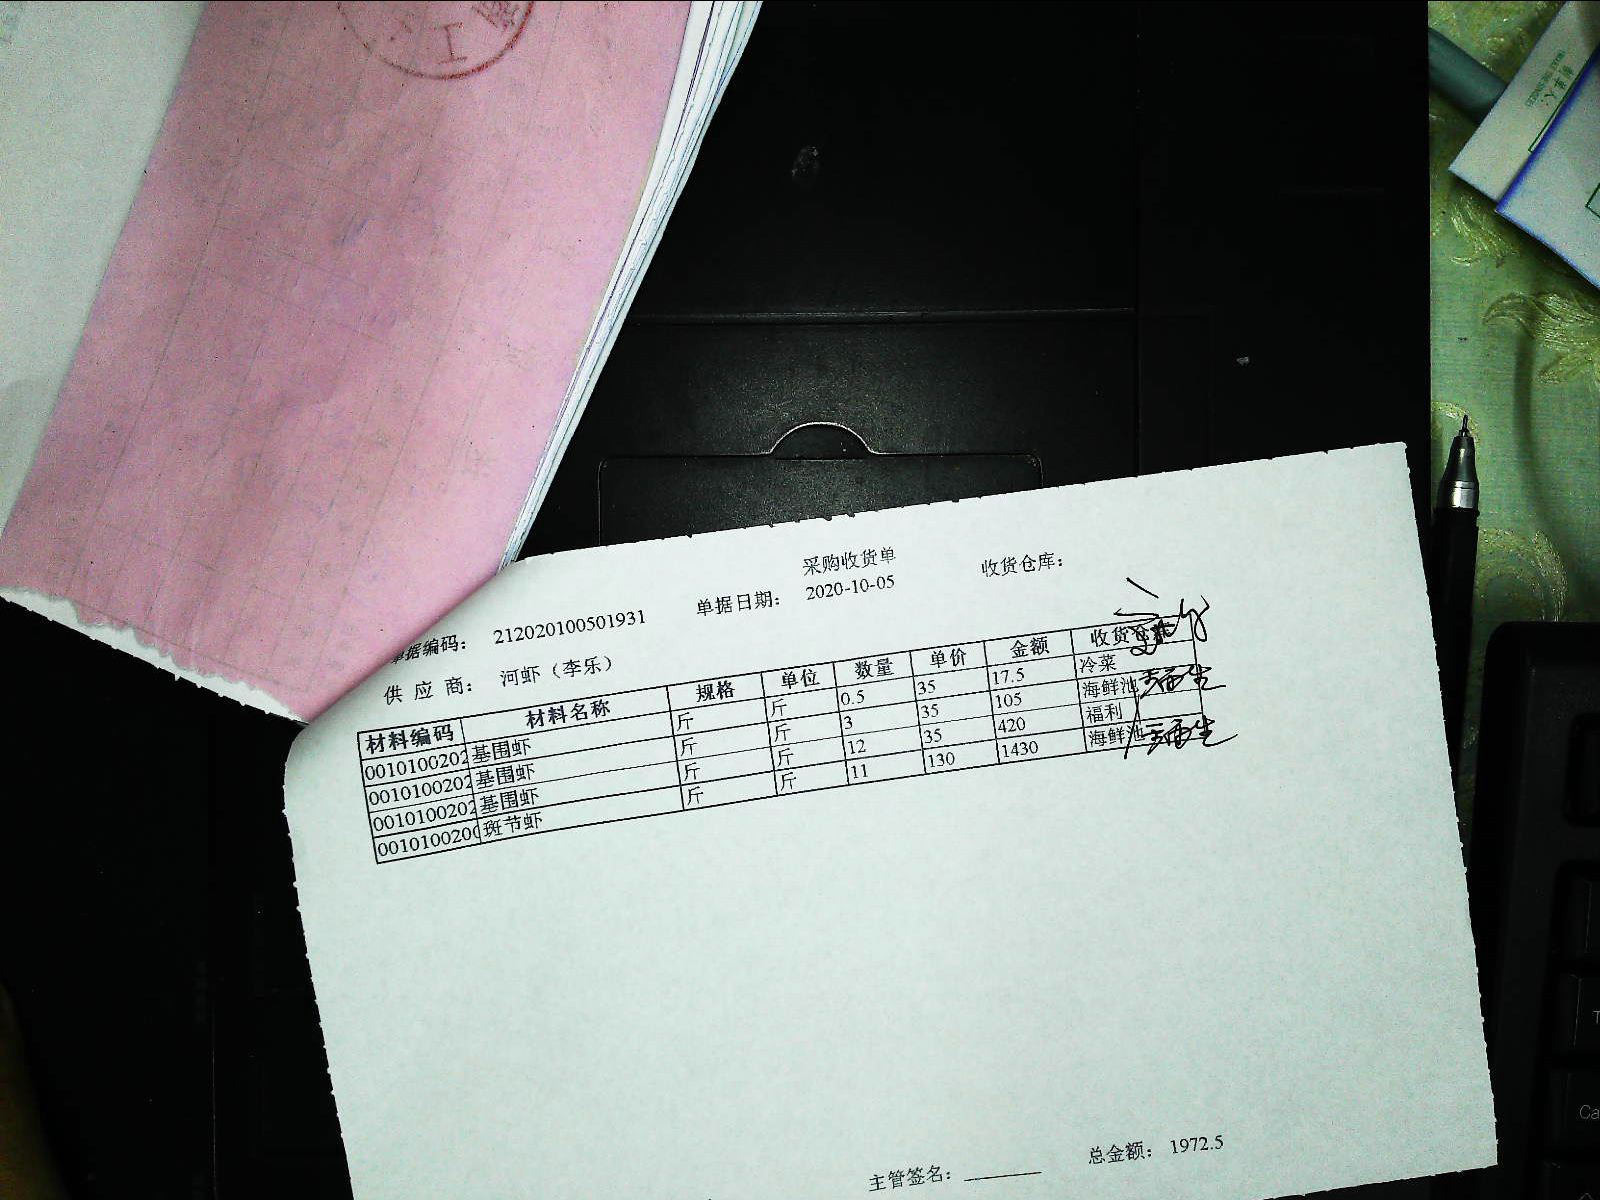 采购收货单
单据编码： 212020100501931 单据日期： 2020-10-05 收货仓库：
供 应 商： 河虾（李乐）
材料编码 材料名称 规格 单位 数量 单价 金额 收货
0010100202 基围虾 斤 斤 0.5 35 17.5 冷菜
0010100202 基围虾 斤 斤 3 35 105 海鲜池
0010100202 基围虾 斤 斤 12 35 420 福利
0010100200 斑节虾 斤 斤 11 130 1430 海鲜池
主管签名： 总金额： 1972.5